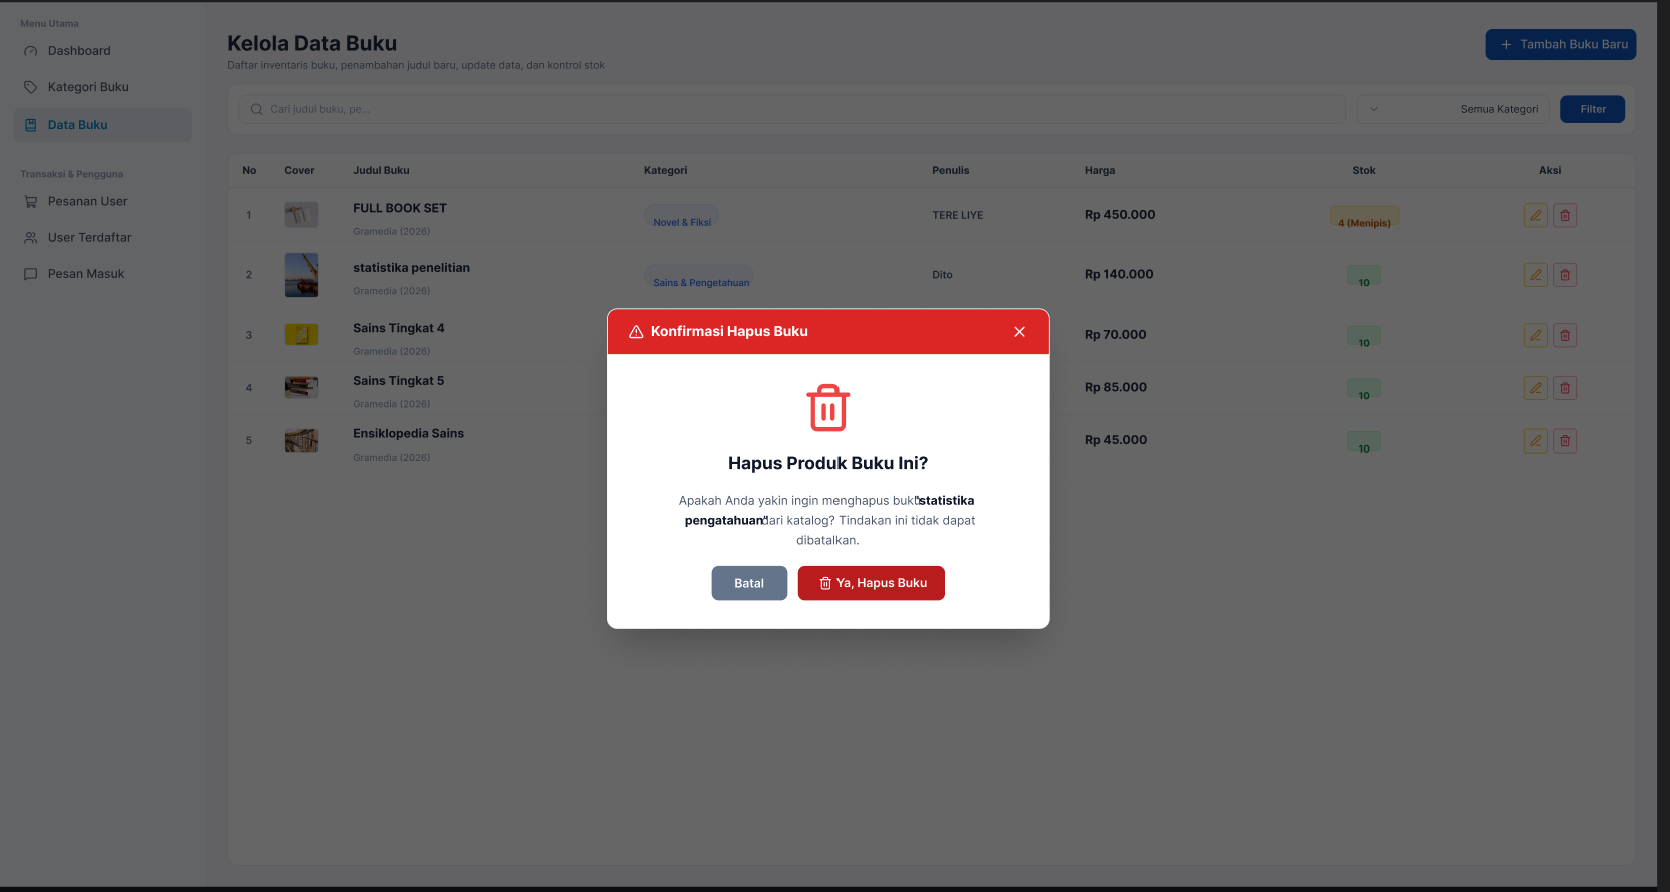 Menu Utama
Dashboard
Kategori Buku
Data Buku
Transaksi & Pengguna
Pesanan User
User Terdaftar
Pesan Masuk
Kelola Data Buku
Daftar inventaris buku, penambahan judul baru, update data, dan kontrol stok
+ Tambah Buku Baru
Cari judul buku, pe...
Semua Kategori
Filter
No Cover Judul Buku Kategori Penulis Harga Stok Aksi
1 FULL BOOK SET Novel & Fiksi TERE LIYE Rp 450.000 4 (Menipis)
Gramedia (2026)
2 statistika penelitian Sains & Pengetahuan Dito Rp 140.000 10
Gramedia (2026)
3 Sains Tingkat 4 Rp 70.000 10
Gramedia (2026)
4 Sains Tingkat 5 Rp 85.000 10
Gramedia (2026)
5 Ensiklopedia Sains Rp 45.000 10
Gramedia (2026)
Konfirmasi Hapus Buku
Hapus Produk Buku Ini?
Apakah Anda yakin ingin menghapus buku "statistika
pengatahuan" dari katalog? Tindakan ini tidak dapat
dibatalkan.
Batal
Ya, Hapus Buku